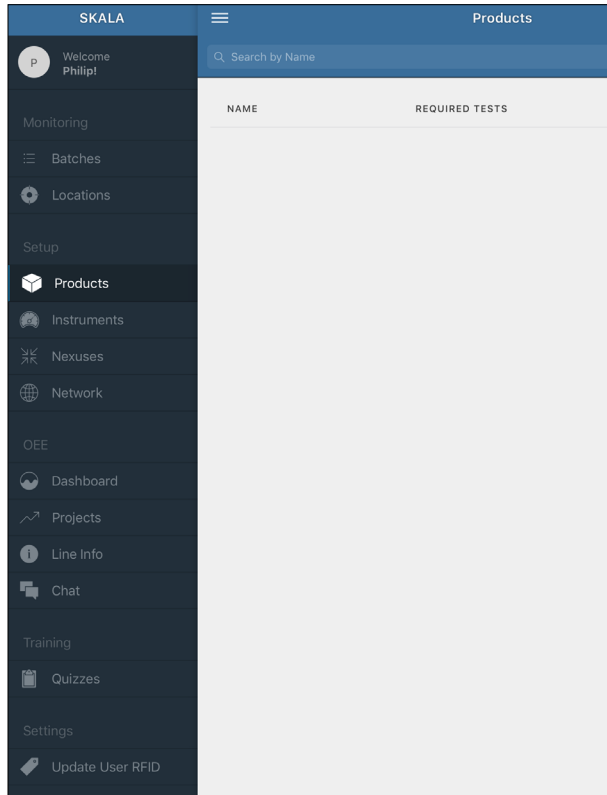 SKALA
P
Welcome
Philip!
Monitoring
Batches
Locations
Setup
Products
Instruments
Nexuses
Network
OEE
Dashboard
Projects
Line Info
Chat
Training
Quizzes
Settings
Update User RFID
Products
Search by Name
NAME REQUIRED TESTS